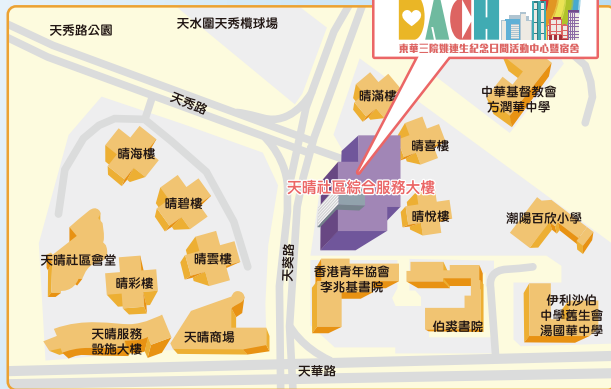 DACH
東華三院姚連生紀念日間活動中心暨宿舍
天秀路公園
天水圍天秀欖球場
天秀路
晴滿樓
中華基督教會
方潤華中學
晴海樓
晴喜樓
晴碧樓
天晴社區綜合服務大樓
晴悅樓
潮陽百欣小學
天晴社區會堂
晴雲樓
天葵路
晴彩樓
香港青年協會
李兆基書院
天晴服務
設施大樓
天晴商場
伯裘書院
伊利沙伯
中學舊生會
湯國華中學
天華路